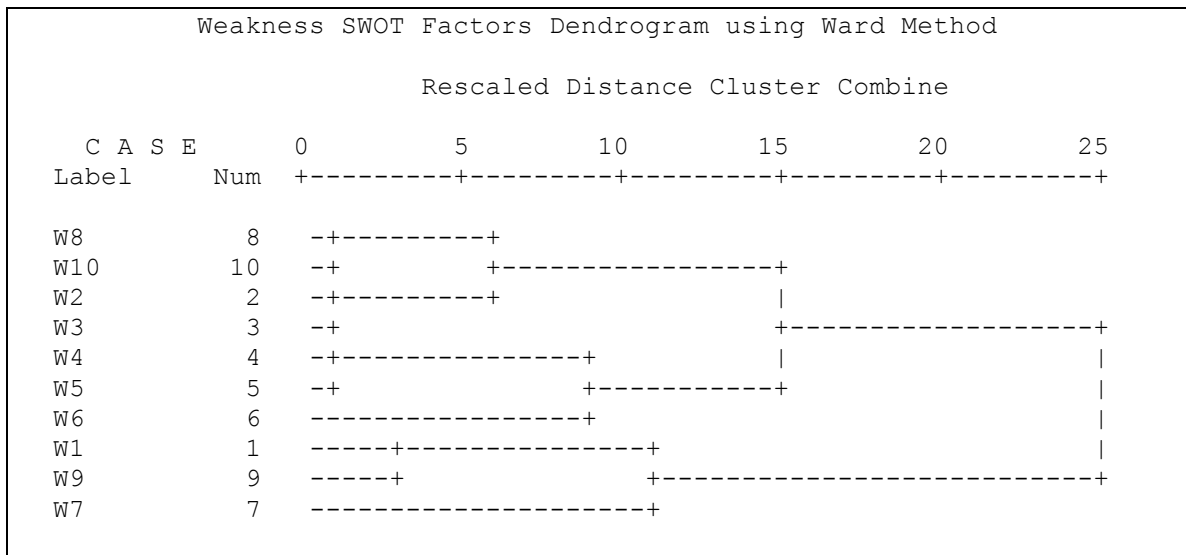 Weakness SWOT Factors Dendrogram using Ward Method
Rescaled Distance Cluster Combine
C A S E 0 5 10 15 20 25
Label Num +---------+---------+---------+---------+---------+
W8 8 -+---------+
W10 10 -+ +-----------------+
W2 2 -+---------+ |
W3 3 -+ +-------------------+
W4 4 -+---------------+ | |
W5 5 -+ +-----------+ |
W6 6 -----------------+ |
W1 1 -----+---------------+ |
W9 9 -----+ +---------------------------+
W7 7 ---------------------+